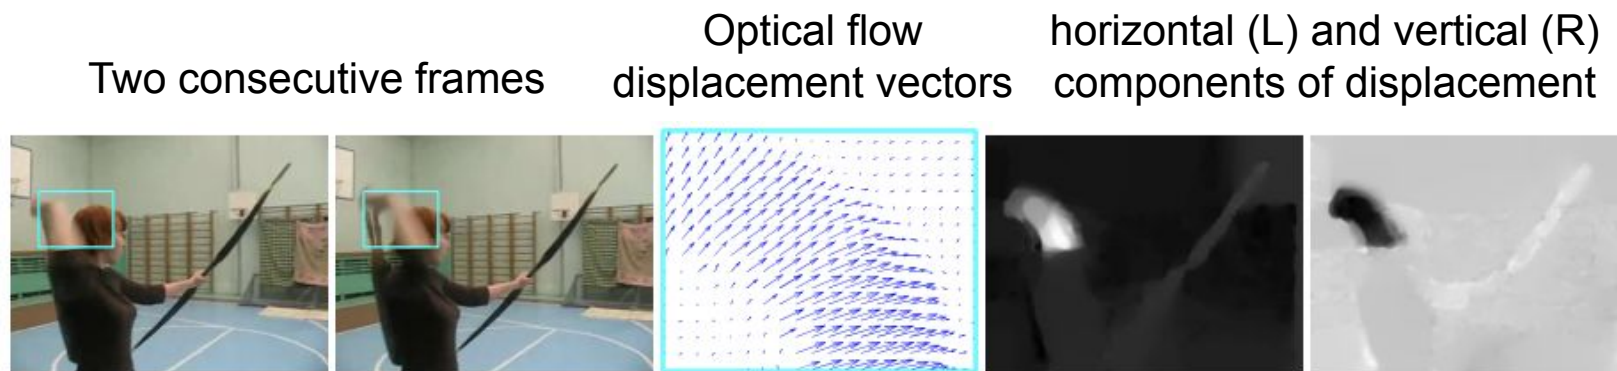 Two consecutive frames
Optical flow
displacement vectors
horizontal (L) and vertical (R)
components of displacement